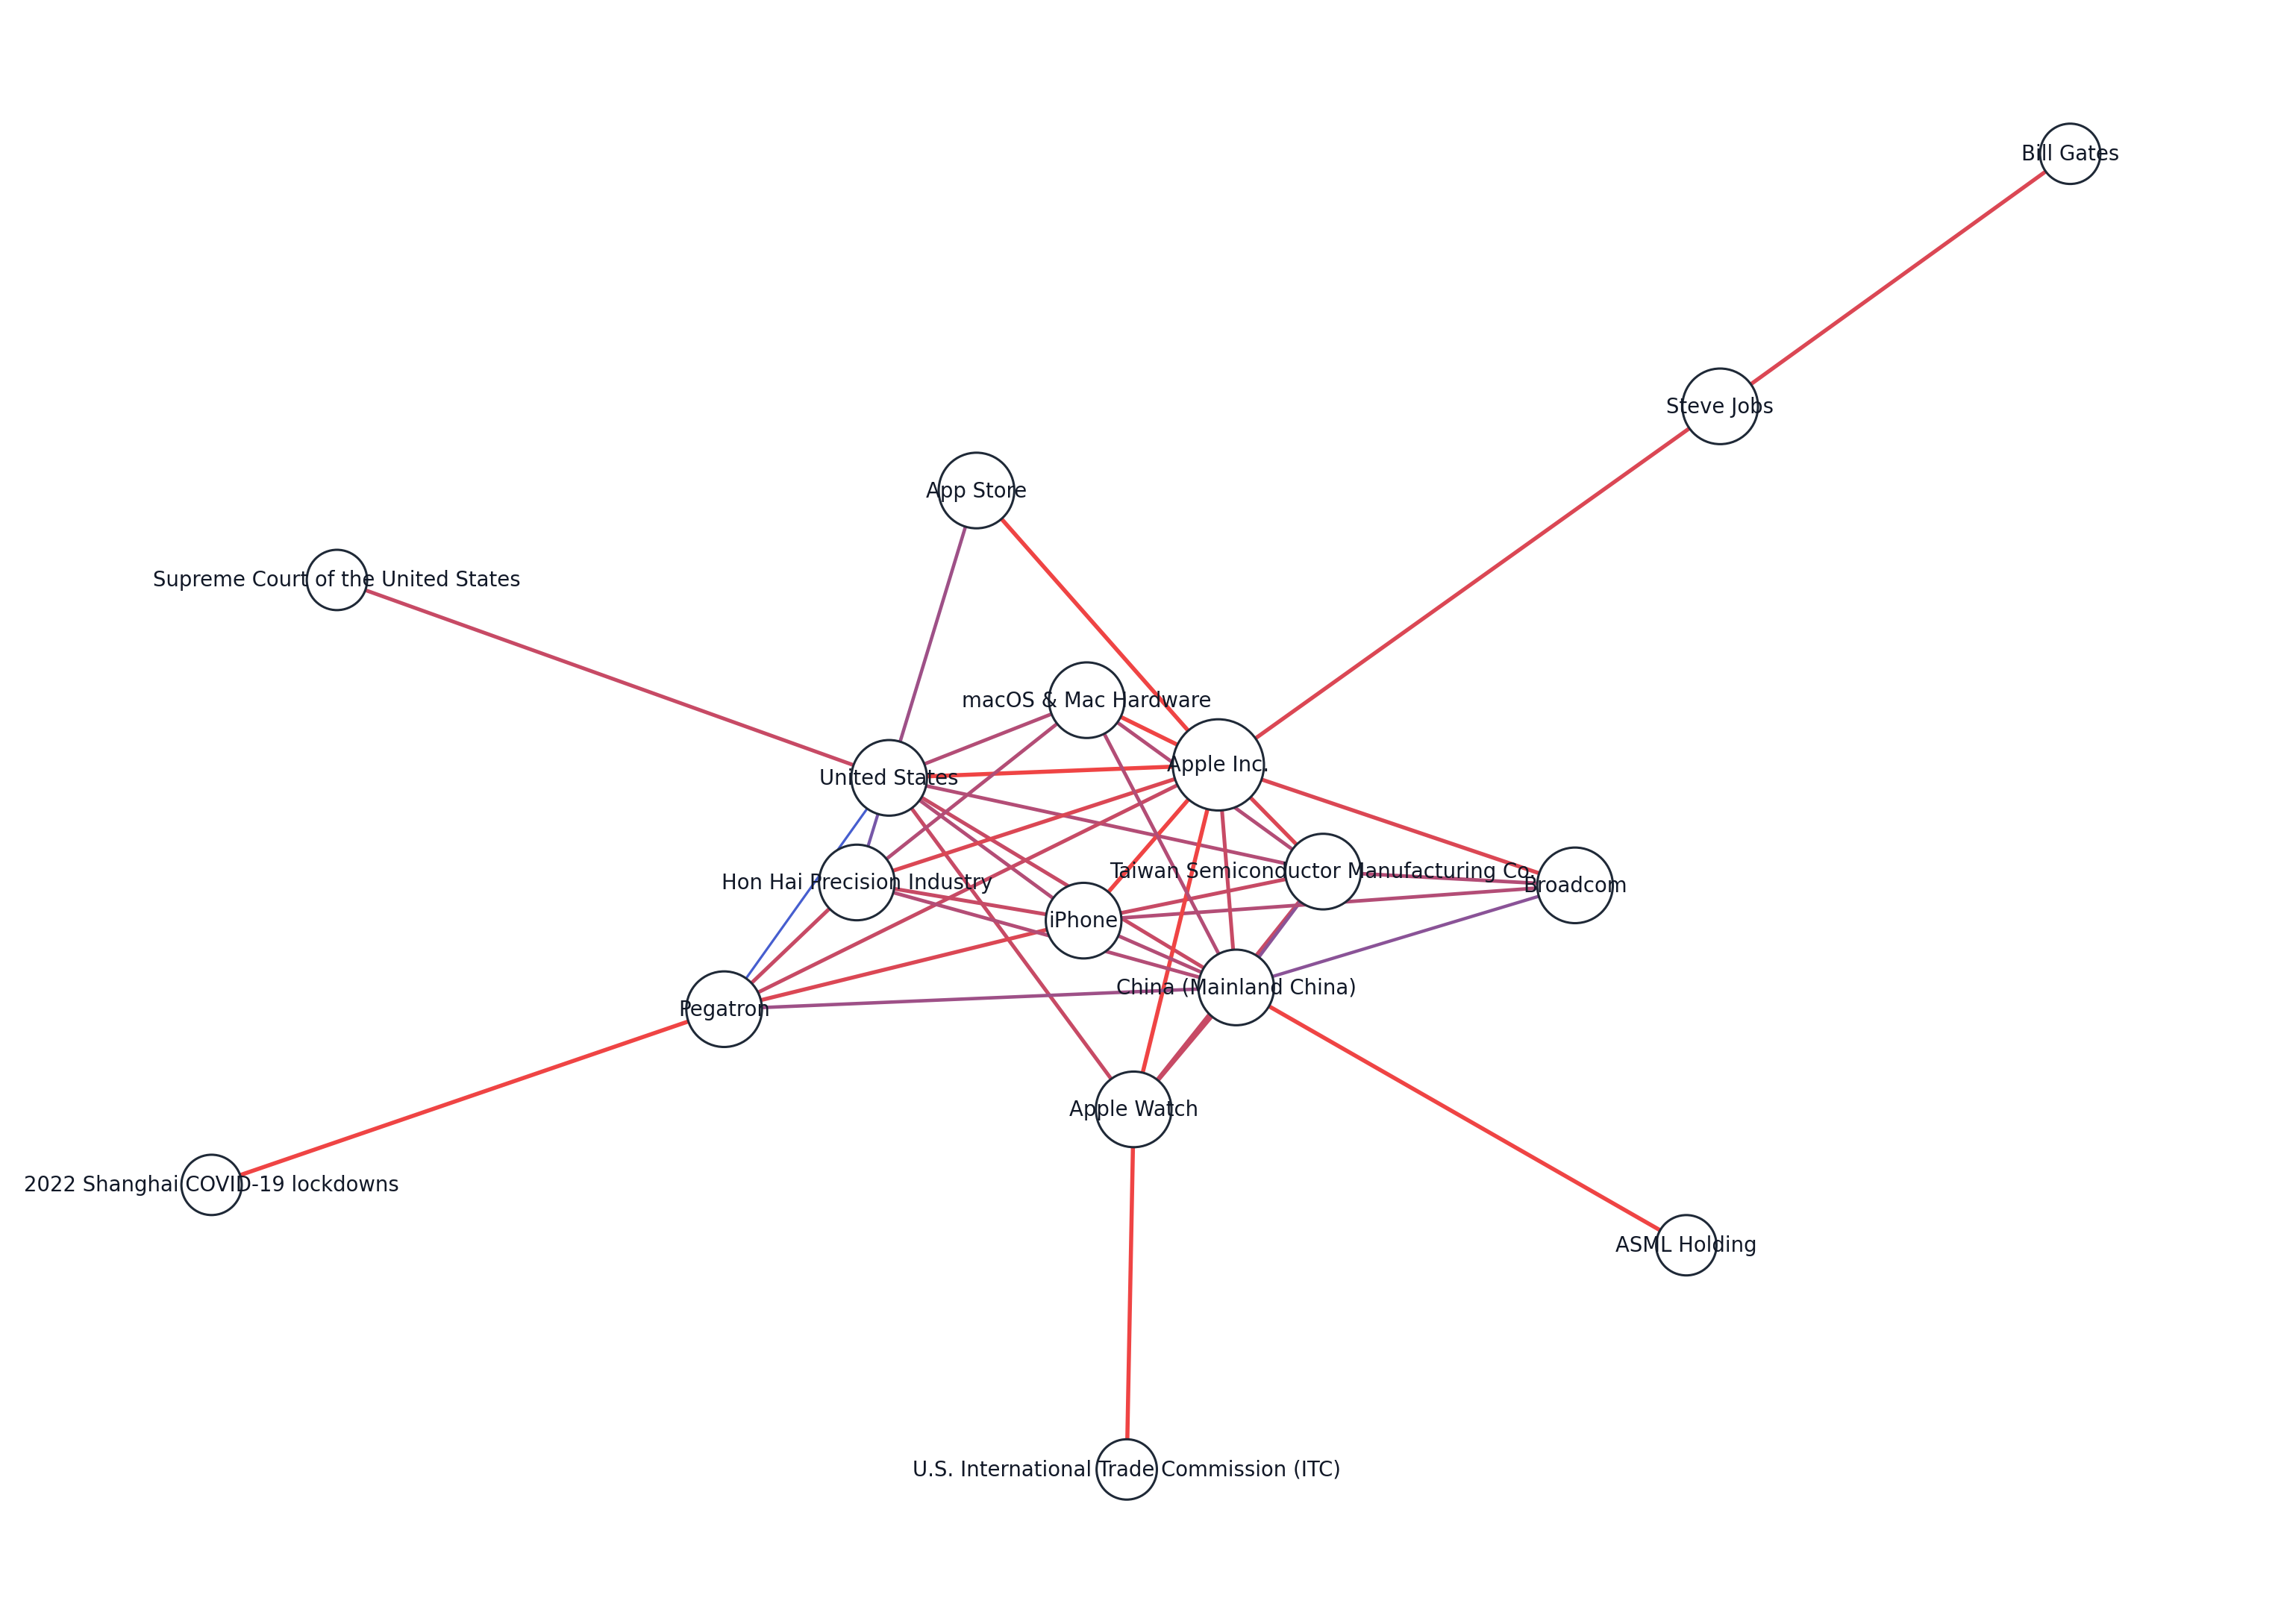 Bill Gates
Steve Jobs
App Store
Supreme Court of the United States
macOS & Mac Hardware
Apple Inc.
United States
Taiwan Semiconductor Manufacturing Co.
Hon Hai Precision Industry
Broadcom
iPhone
China (Mainland China)
Pegatron
Apple Watch
2022 Shanghai COVID-19 lockdowns
ASML Holding
U.S. International Trade Commission (ITC)